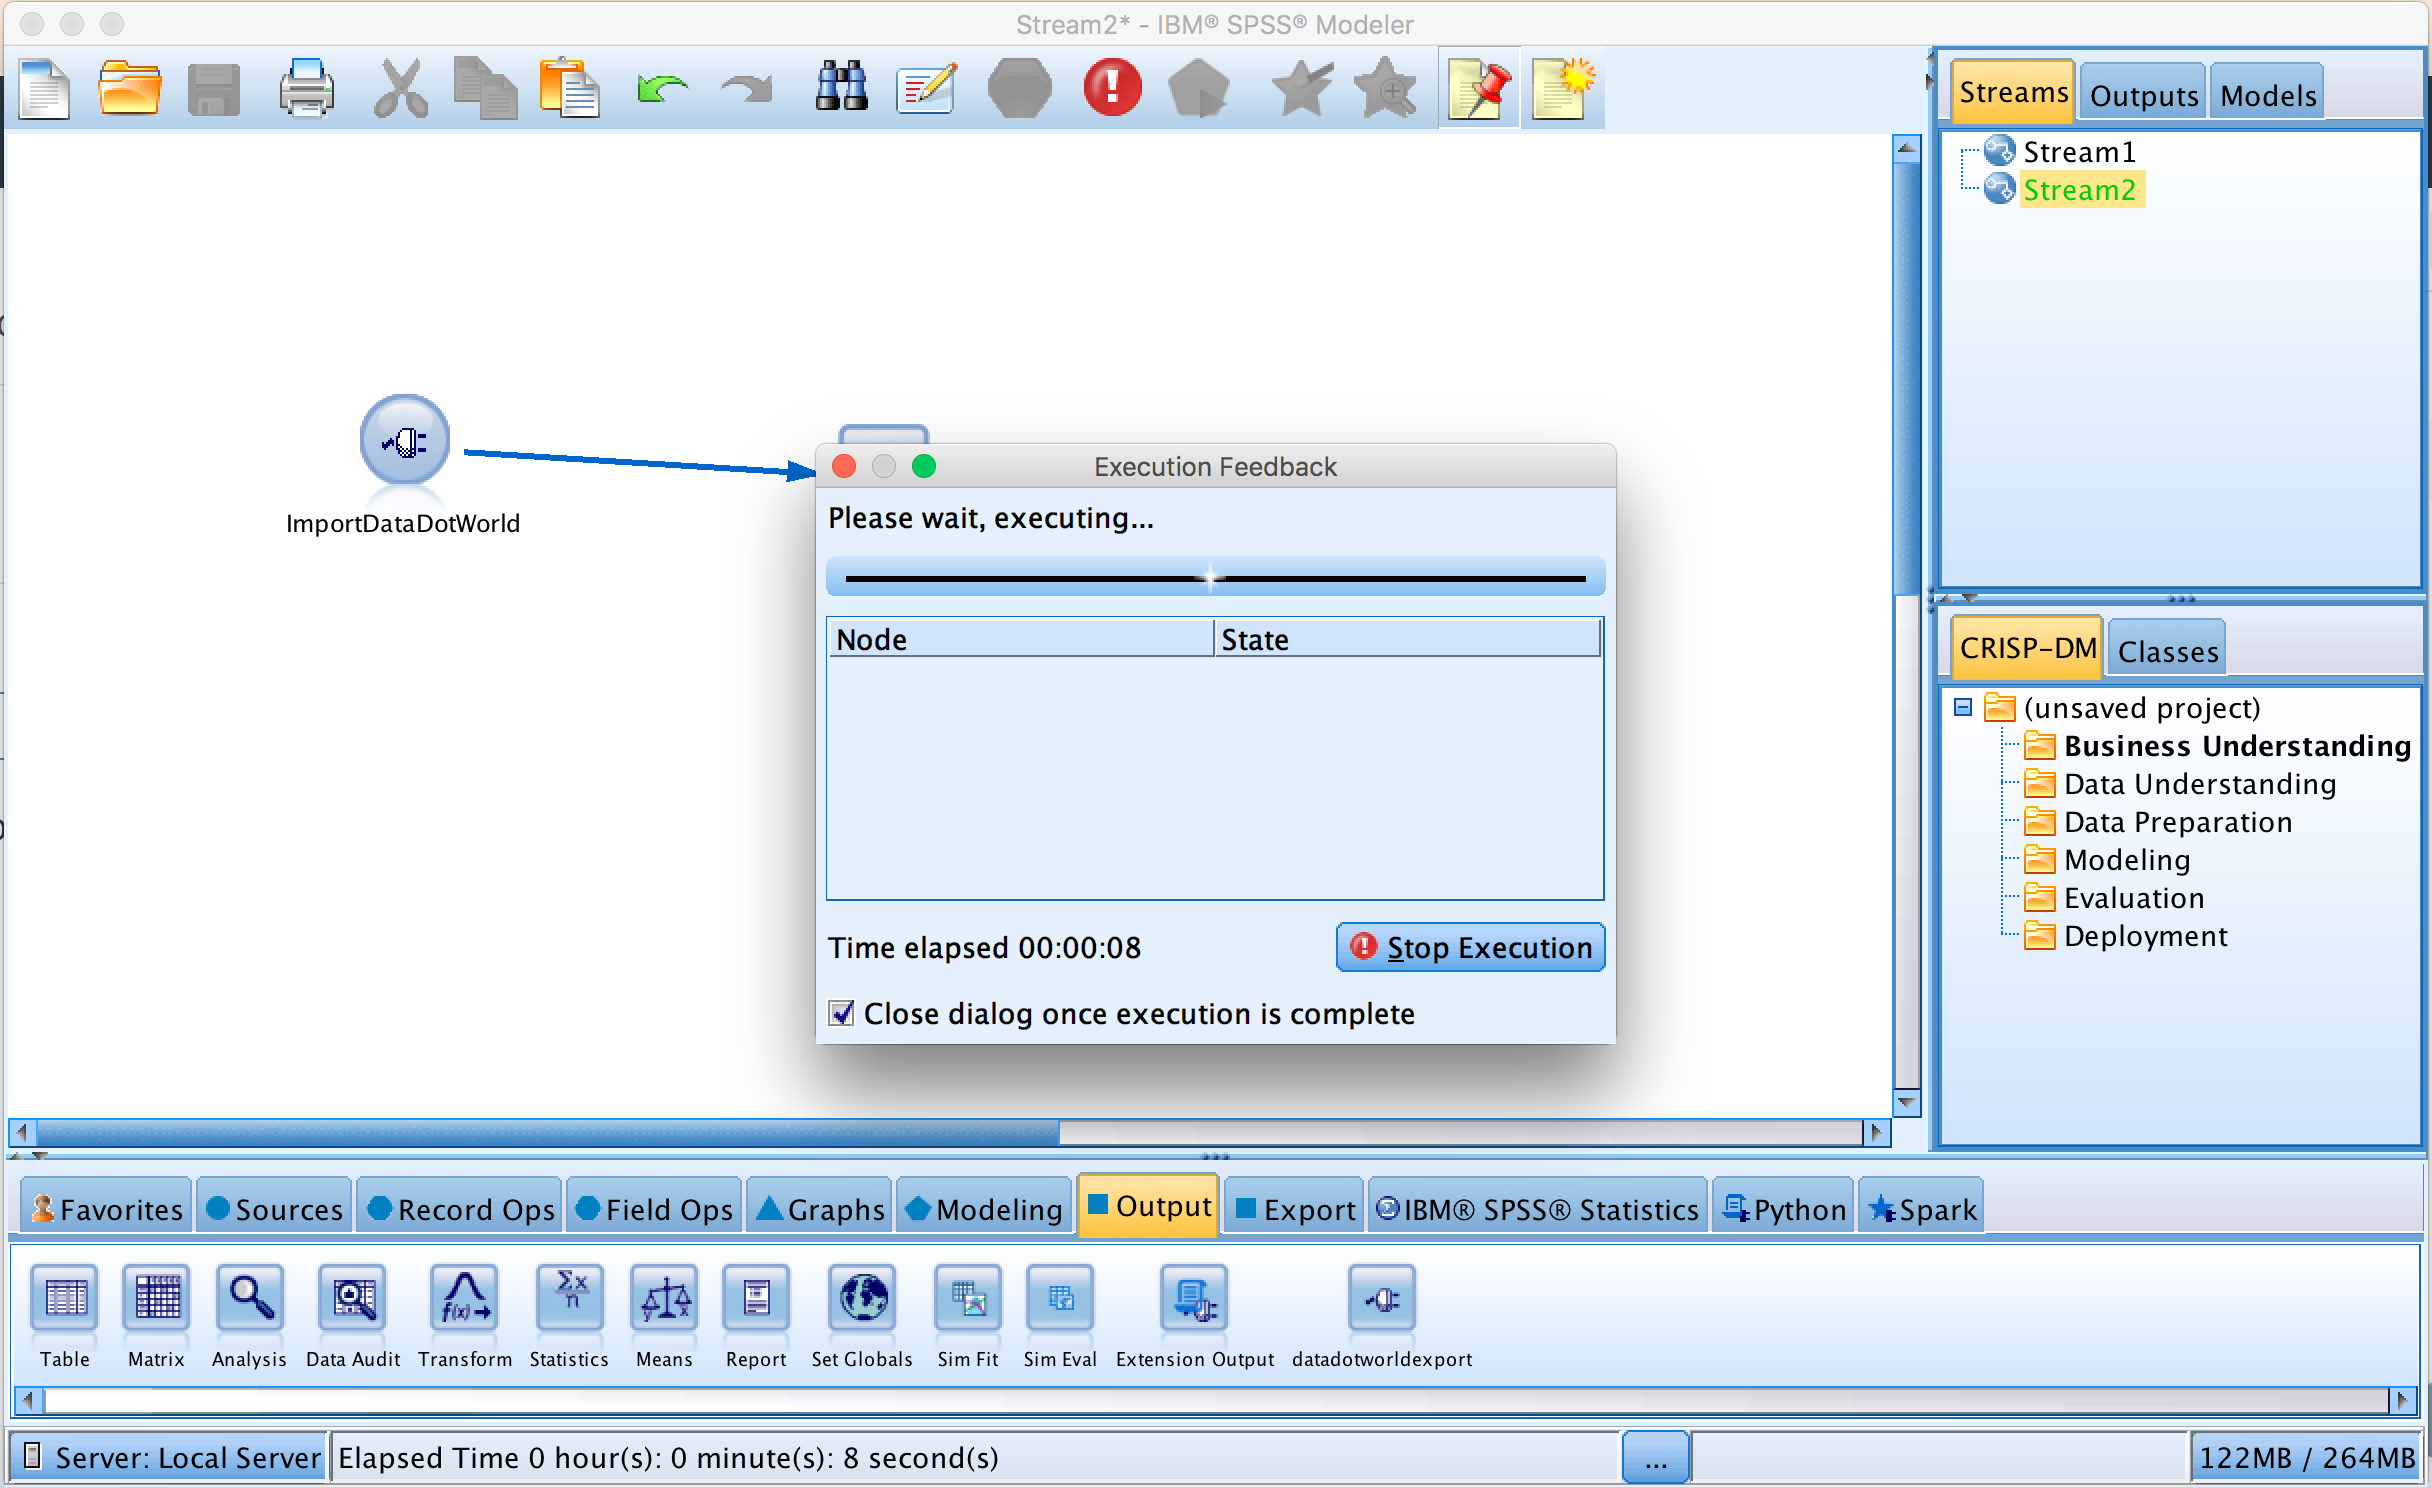 Stream2* - IBM® SPSS® Modeler
Streams
Outputs
Models
Stream1
Stream2
ImportDataDotWorld
Execution Feedback
Please wait, executing...
Node
State
Time elapsed 00:00:08
Stop Execution
Close dialog once execution is complete
CRISP-DM
Classes
(unsaved project)
Business Understanding
Data Understanding
Data Preparation
Modeling
Evaluation
Deployment
Favorites
Sources
Record Ops
Field Ops
Graphs
Modeling
Output
Export
IBM® SPSS® Statistics
Python
Spark
Table
Matrix
Analysis
Data Audit
Transform
Statistics
Means
Report
Set Globals
Sim Fit
Sim Eval
Extension Output
datadotworldexport
Server: Local Server
Elapsed Time 0 hour(s): 0 minute(s): 8 second(s)
...
122MB / 264MB